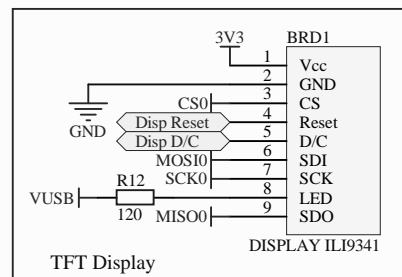 3V3
BRD1
1 Vcc
2 GND
GND
CS0 3 CS
Disp Reset 4 Reset
Disp D/C 5 D/C
MOSI0 6 SDI
SCK0 7 SCK
R12
VUSB 8 LED
120
MISO0 9 SDO
DISPLAY ILI9341
TFT Display